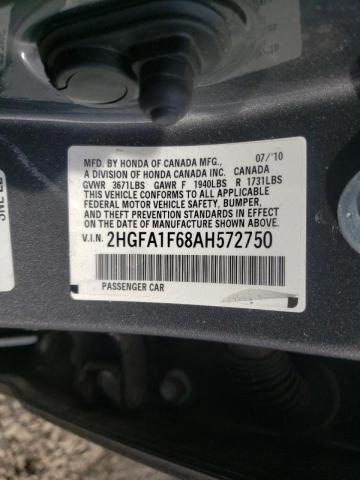 MFD. BY HONDA OF CANADA MFG., 07/'10
A DIVISION OF HONDA CANADA INC. CANADA
GVWR 3671LBS GAWR F 1940LBS R 1731LBS
THIS VEHICLE CONFORMS TO ALL APPLICABLE
FEDERAL MOTOR VEHICLE SAFETY, BUMPER,
AND THEFT PREVENTION STANDARDS IN EFFECT
ON THE DATE OF MANUFACTURE SHOWN ABOVE.
V.I.N. 2HGFA1F68AH572750
PASSENGER CAR